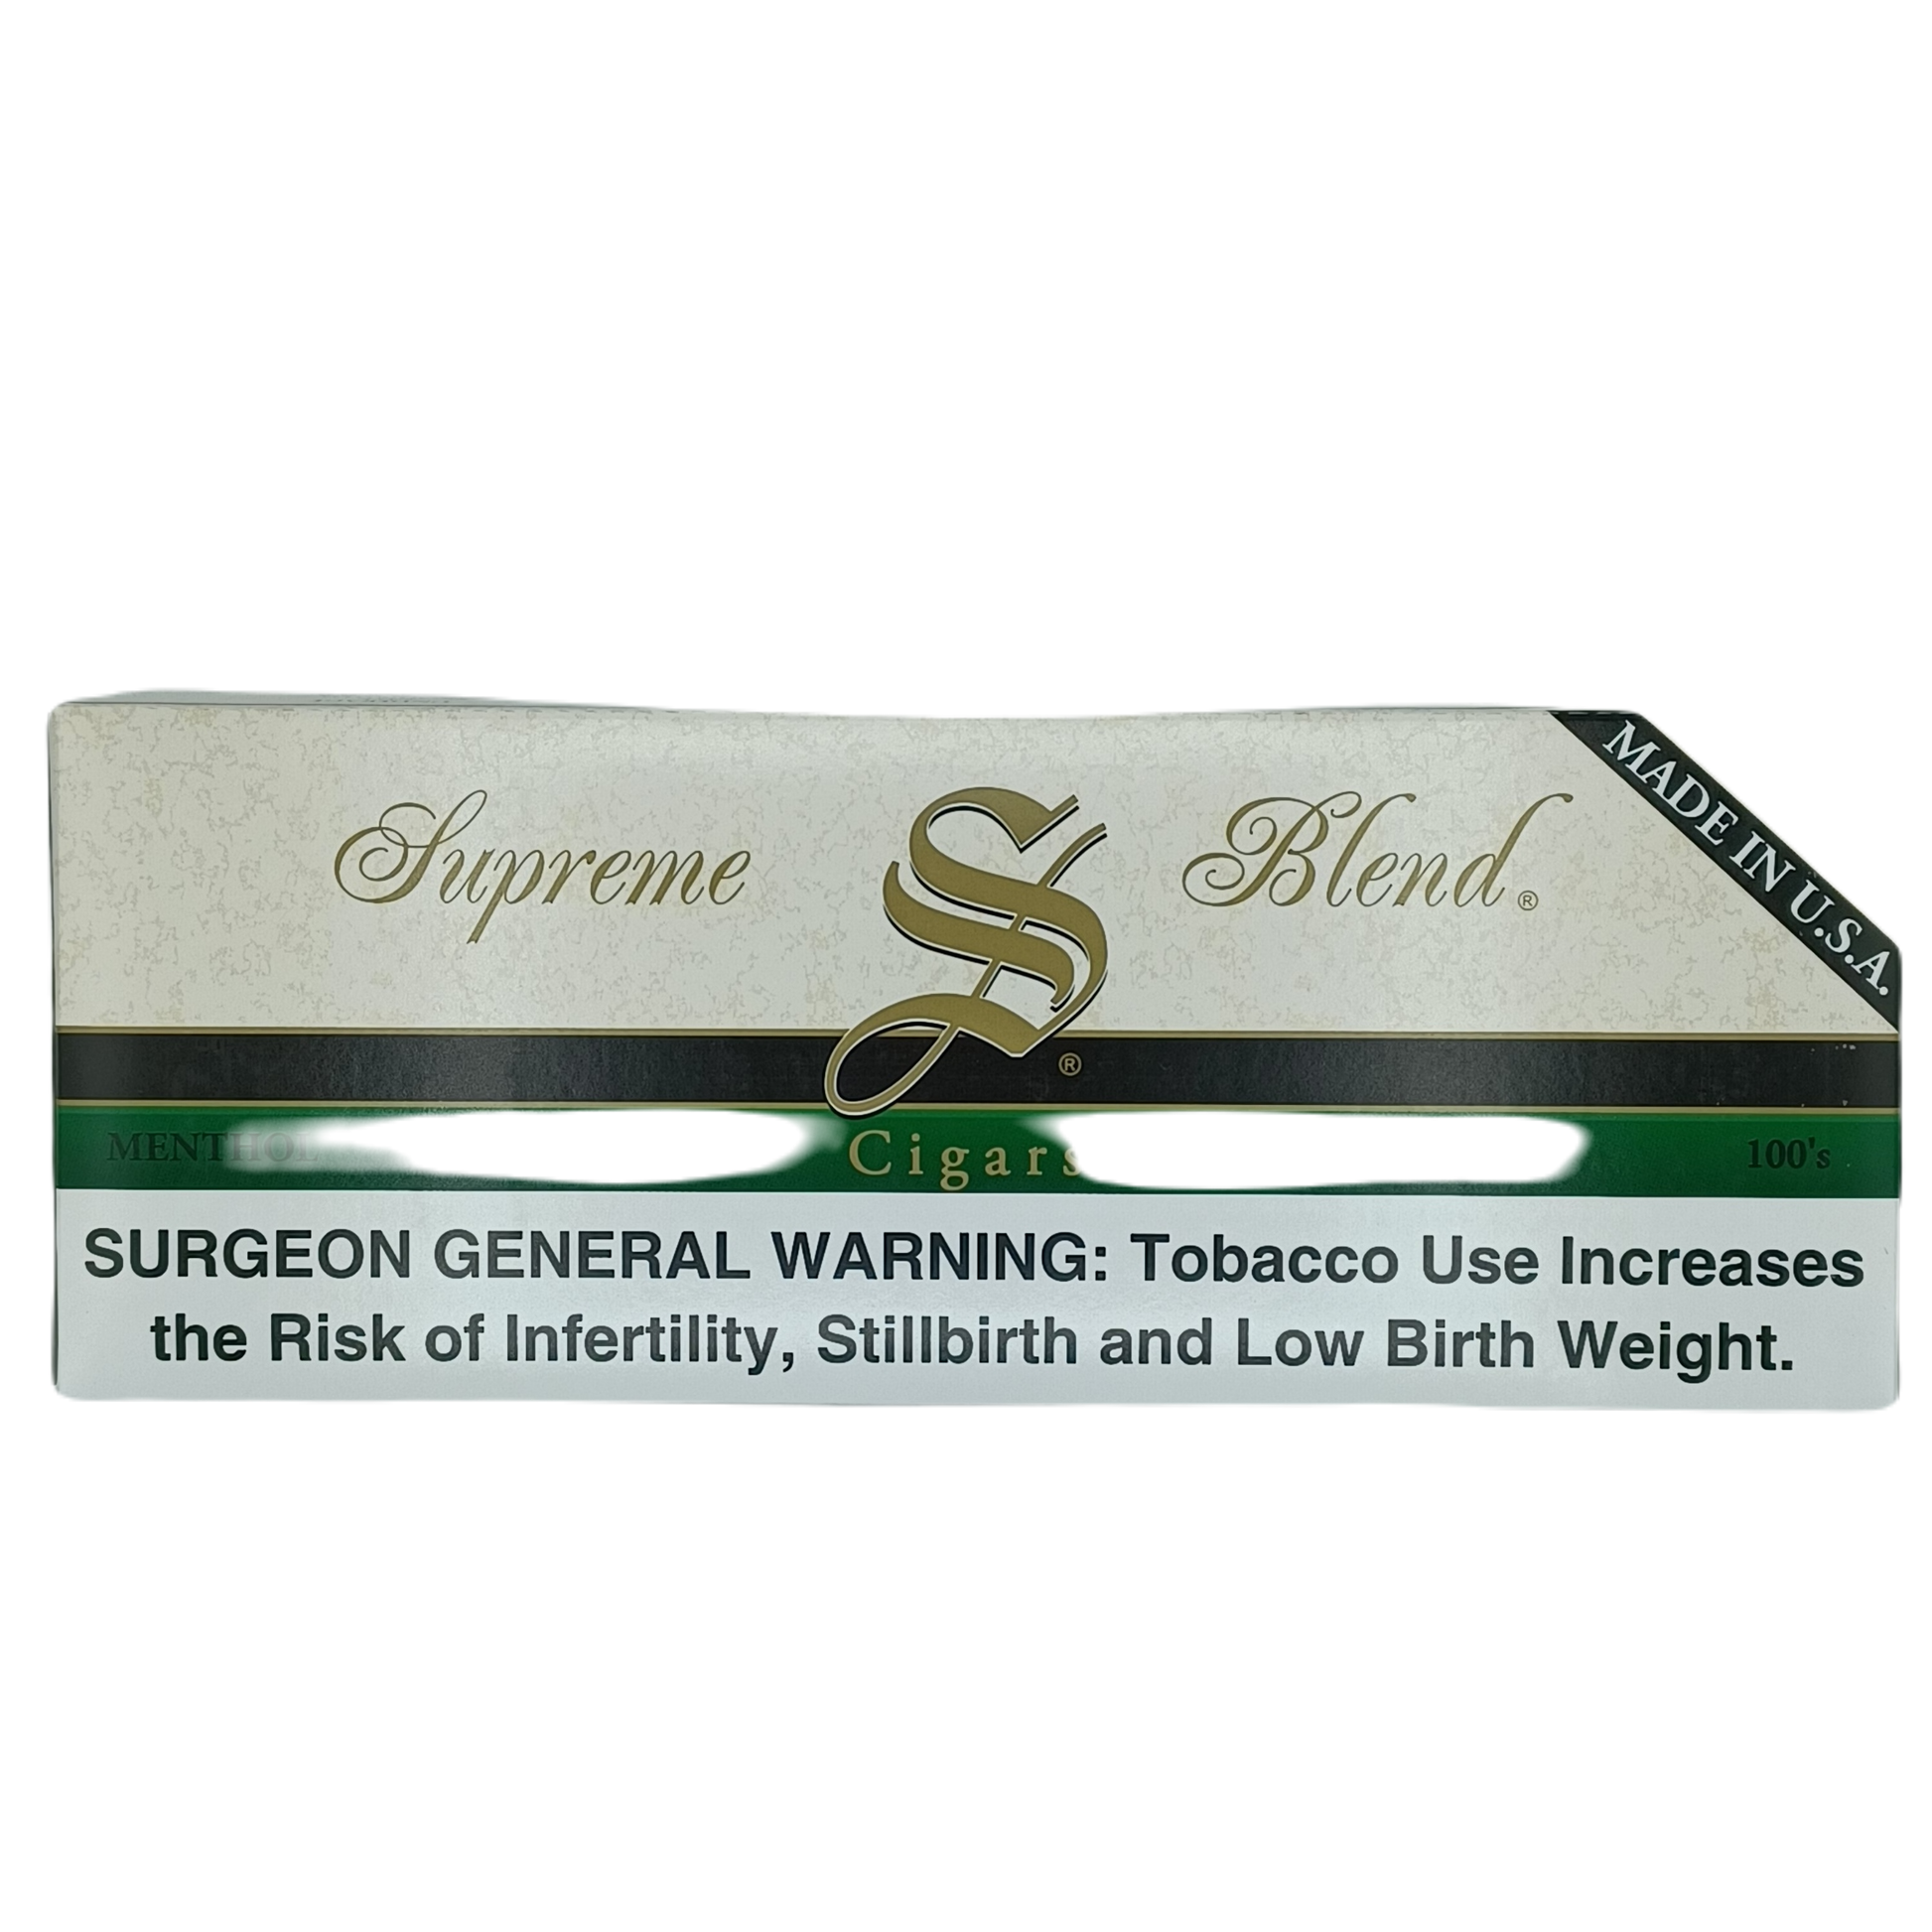 Supreme S Blend®
MADE IN U.S.A.
®
MENTHOL Cigars 100's
SURGEON GENERAL WARNING: Tobacco Use Increases
the Risk of Infertility, Stillbirth and Low Birth Weight.